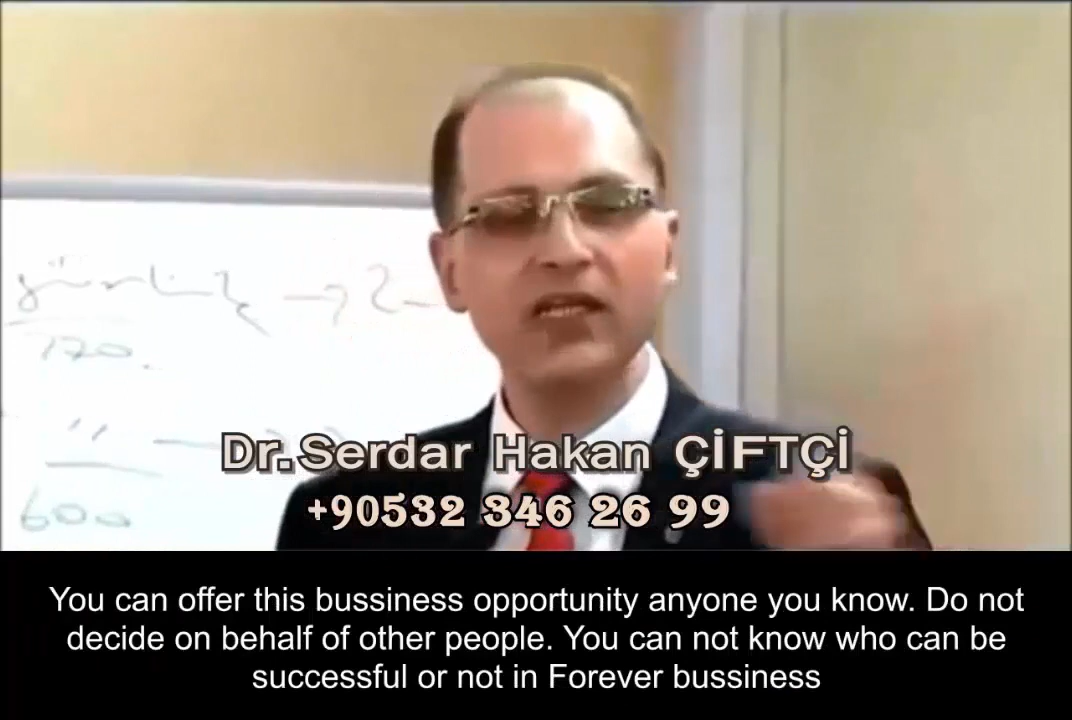 120
600
Dr.Serdar Hakan ÇİFTÇİ
+90532 346 26 99
You can offer this bussiness opportunity anyone you know. Do not
decide on behalf of other people. You can not know who can be
successful or not in Forever bussiness